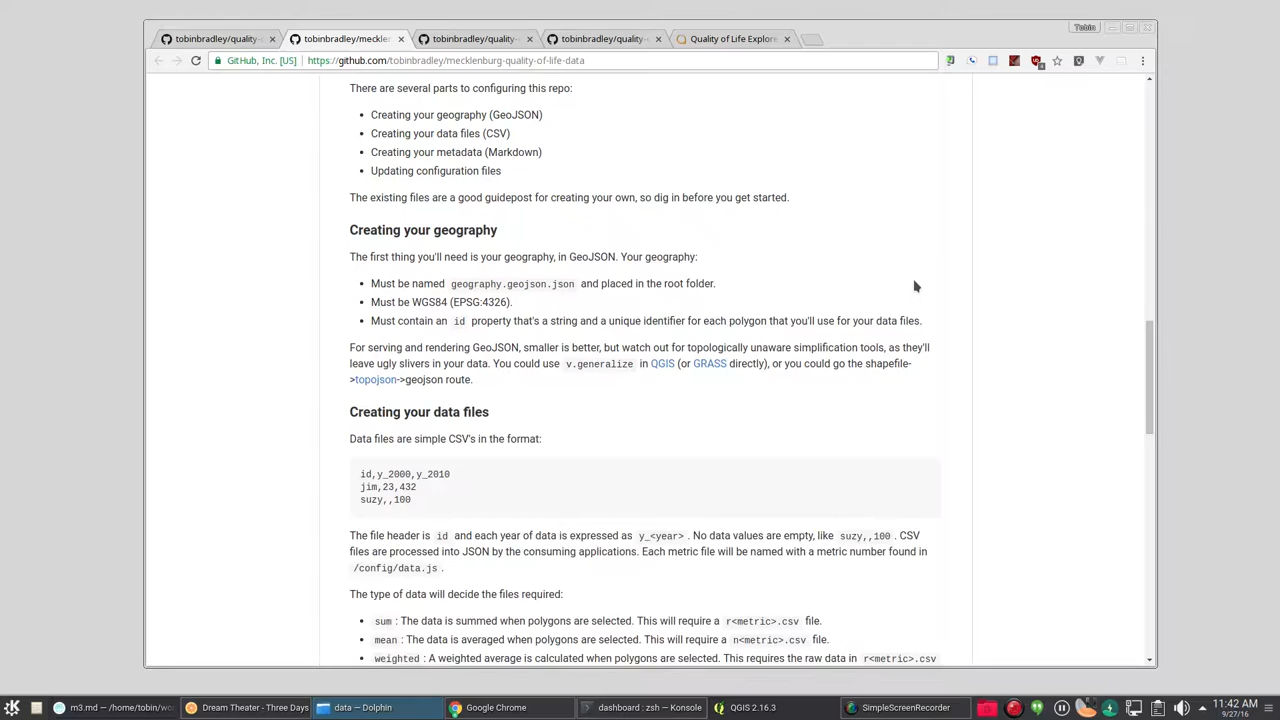 Tobin
tobinbradley/quality-
tobinbradley/meckle
tobinbradley/quality-
tobinbradley/quality-
Quality of Life Explore
GitHub, Inc. [US]
https://github.com/tobinbradley/mecklenburg-quality-of-life-data
There are several parts to configuring this repo:
• Creating your geography (GeoJSON)
• Creating your data files (CSV)
• Creating your metadata (Markdown)
• Updating configuration files
The existing files are a good guidepost for creating your own, so dig in before you get started.
Creating your geography
The first thing you'll need is your geography, in GeoJSON. Your geography:
• Must be named geography.geojson.json and placed in the root folder.
• Must be WGS84 (EPSG:4326).
• Must contain an id property that's a string and a unique identifier for each polygon that you'll use for your data files.
For serving and rendering GeoJSON, smaller is better, but watch out for topologically unaware simplification tools, as they'll
leave ugly slivers in your data. You could use v.generalize in QGIS (or GRASS directly), or you could go the shapefile-
>topojson->geojson route.
Creating your data files
Data files are simple CSV's in the format:
id,y_2000,y_2010
jim,23,432
suzy,,100
The file header is id and each year of data is expressed as y_<year>. No data values are empty, like suzy,,100. CSV
files are processed into JSON by the consuming applications. Each metric file will be named with a metric number found in
/config/data.js.
The type of data will decide the files required:
• sum: The data is summed when polygons are selected. This will require a r<metric>.csv file.
• mean: The data is averaged when polygons are selected. This will require a n<metric>.csv file.
• weighted: A weighted average is calculated when polygons are selected. This requires the raw data in r<metric>.csv
m3.md — /home/tobin/wo
Dream Theater - Three Days
data — Dolphin
Google Chrome
dashboard : zsh — Konsole
QGIS 2.16.3
SimpleScreenRecorder
11:42 AM
9/27/16